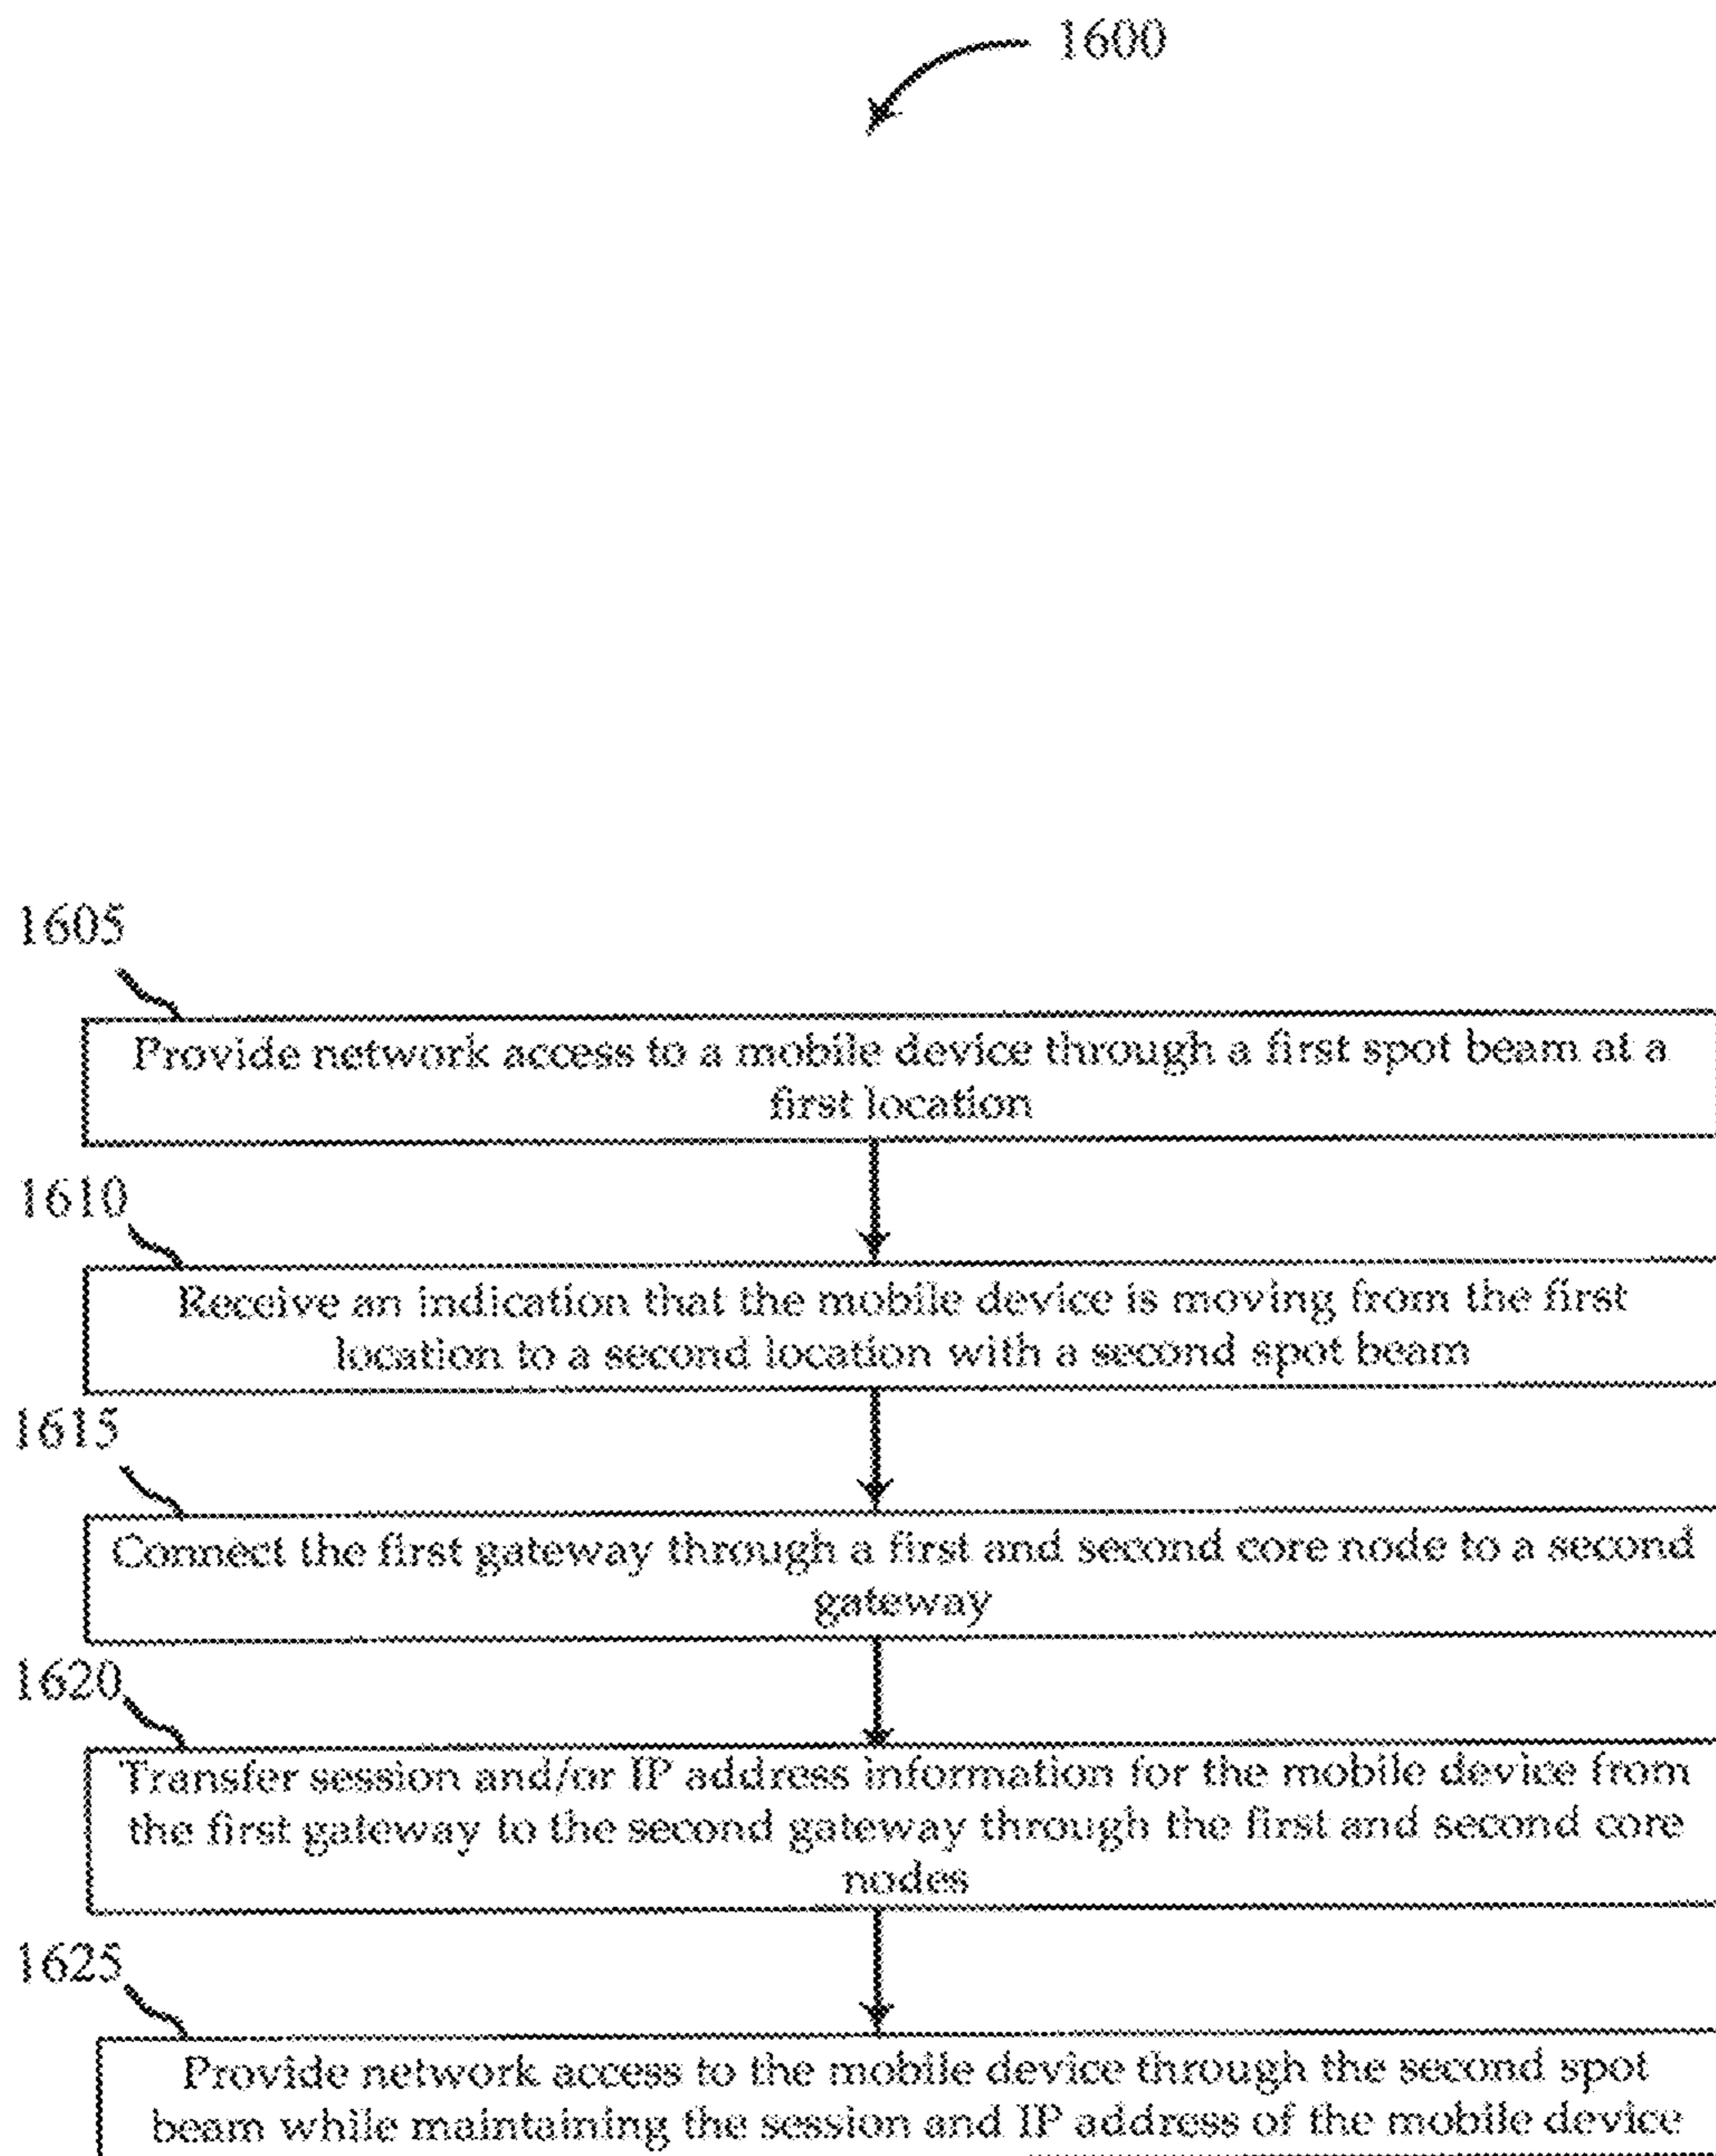 1600
1605
Provide network access to a mobile device through a first spot beam at a
first location
1610
Receive an indication that the mobile device is moving from the first
location to a second location with a second spot beam
1615
Connect the first gateway through a first and second core node to a second
gateway
1620
Transfer session and/or IP address information for the mobile device from
the first gateway to the second gateway through the first and second core
nodes
1625
Provide network access to the mobile device through the second spot
beam while maintaining the session and IP address of the mobile device